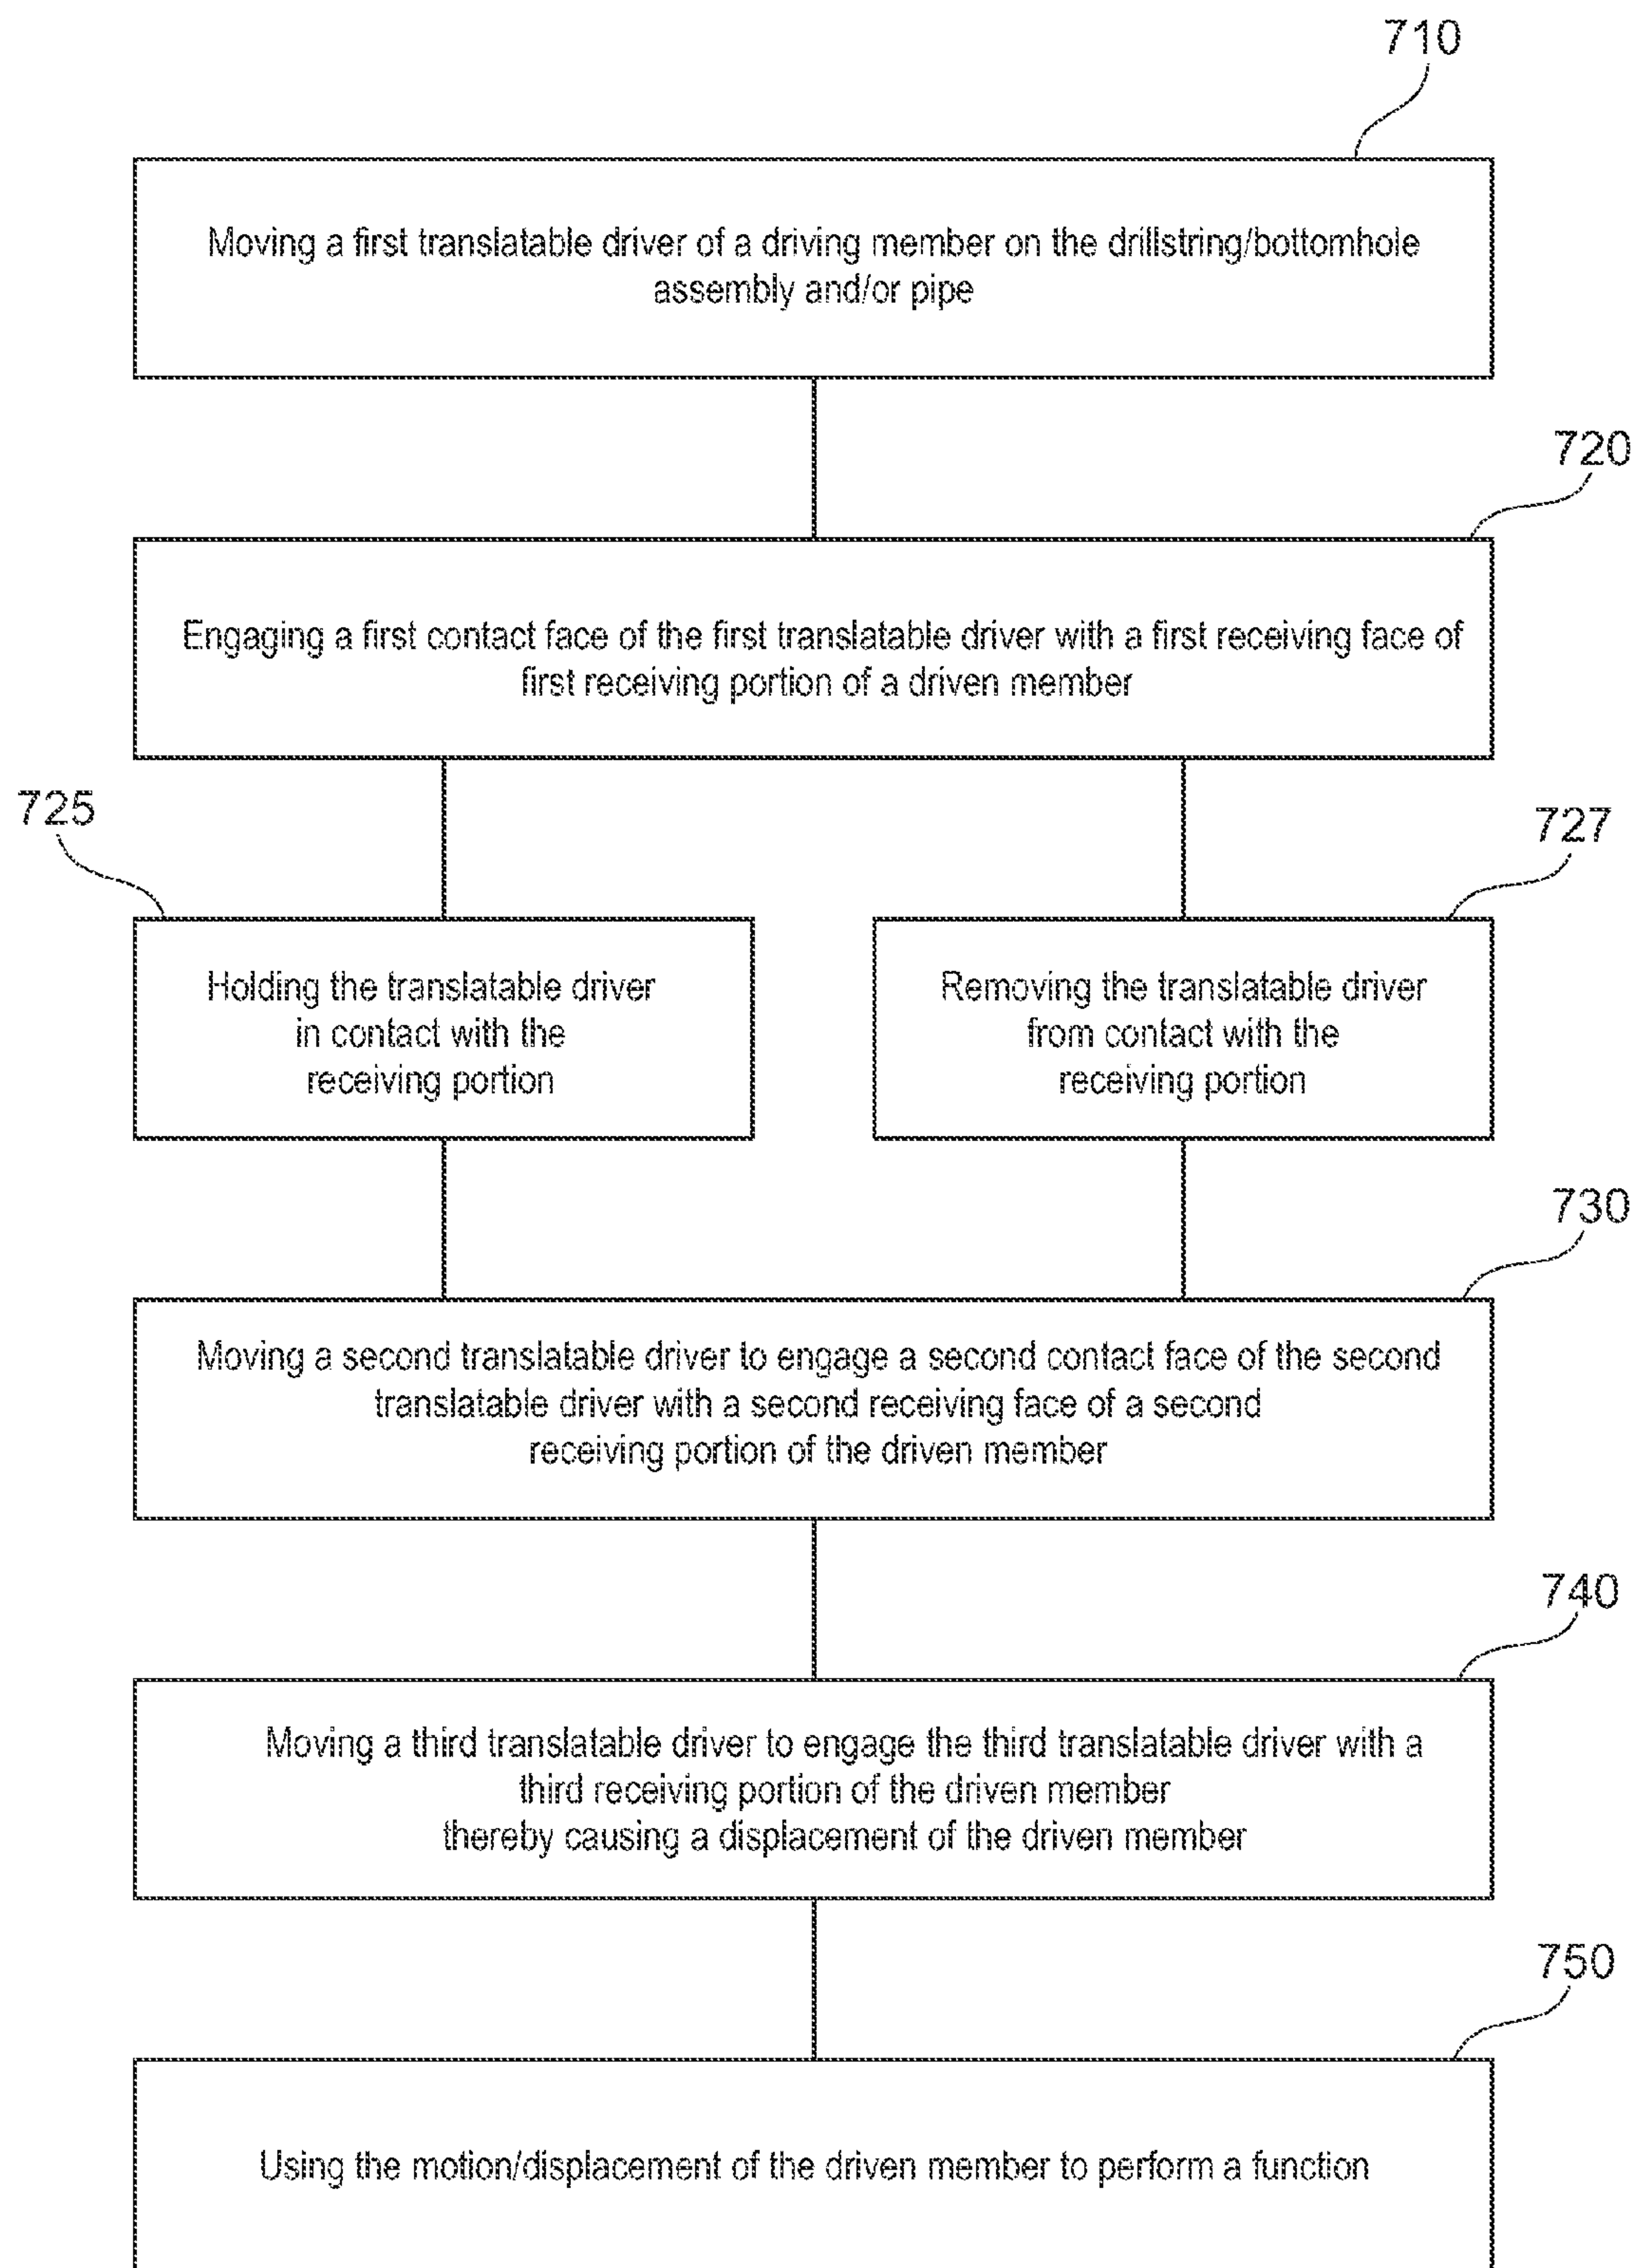 710
Moving a first translatable driver of a driving member on the drillstring/bottomhole
assembly and/or pipe
720
Engaging a first contact face of the first translatable driver with a first receiving face of
first receiving portion of a driven member
725
727
Holding the translatable driver
in contact with the
receiving portion
Removing the translatable driver
from contact with the
receiving portion
730
Moving a second translatable driver to engage a second contact face of the second
translatable driver with a second receiving face of a second
receiving portion of the driven member
740
Moving a third translatable driver to engage the third translatable driver with a
third receiving portion of the driven member
thereby causing a displacement of the driven member
750
Using the motion/displacement of the driven member to perform a function